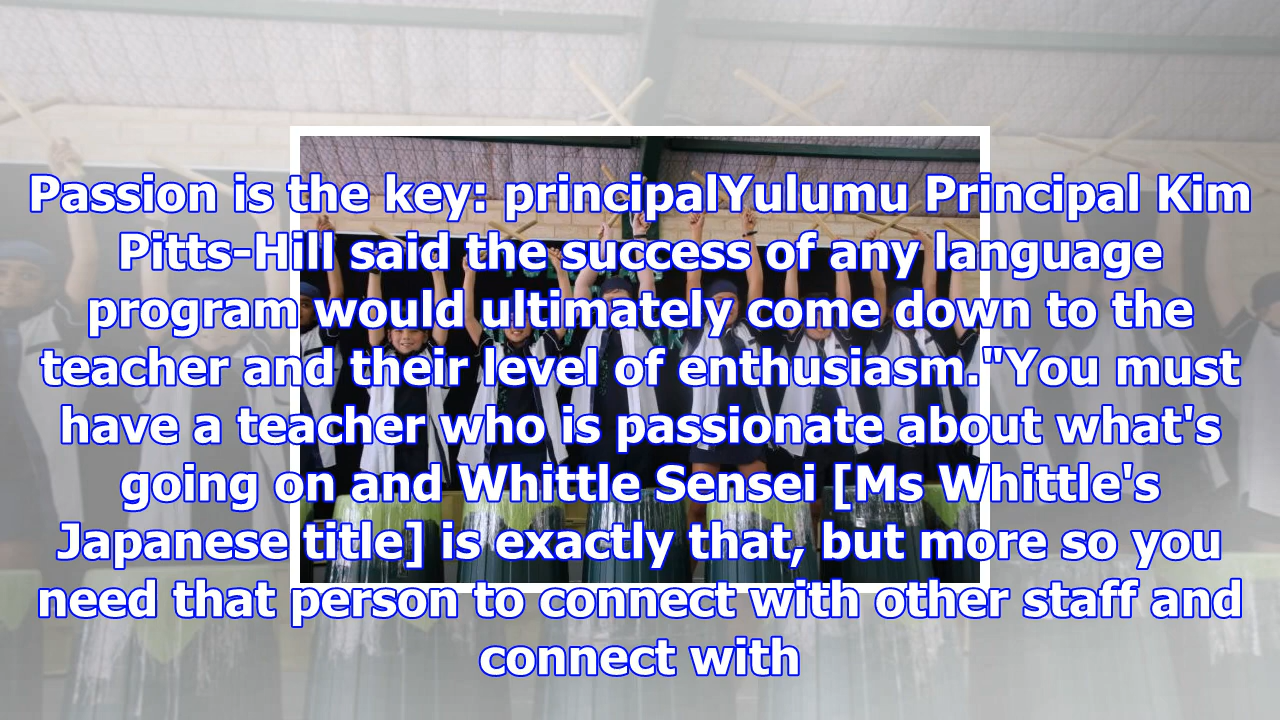 Passion is the key: principalYulumu Principal Kim
Pitts-Hill said the success of any language
program would ultimately come down to the
teacher and their level of enthusiasm."You must
have a teacher who is passionate about what's
going on and Whittle Sensei [Ms Whittle's
Japanese title] is exactly that, but more so you
need that person to connect with other staff and
connect with